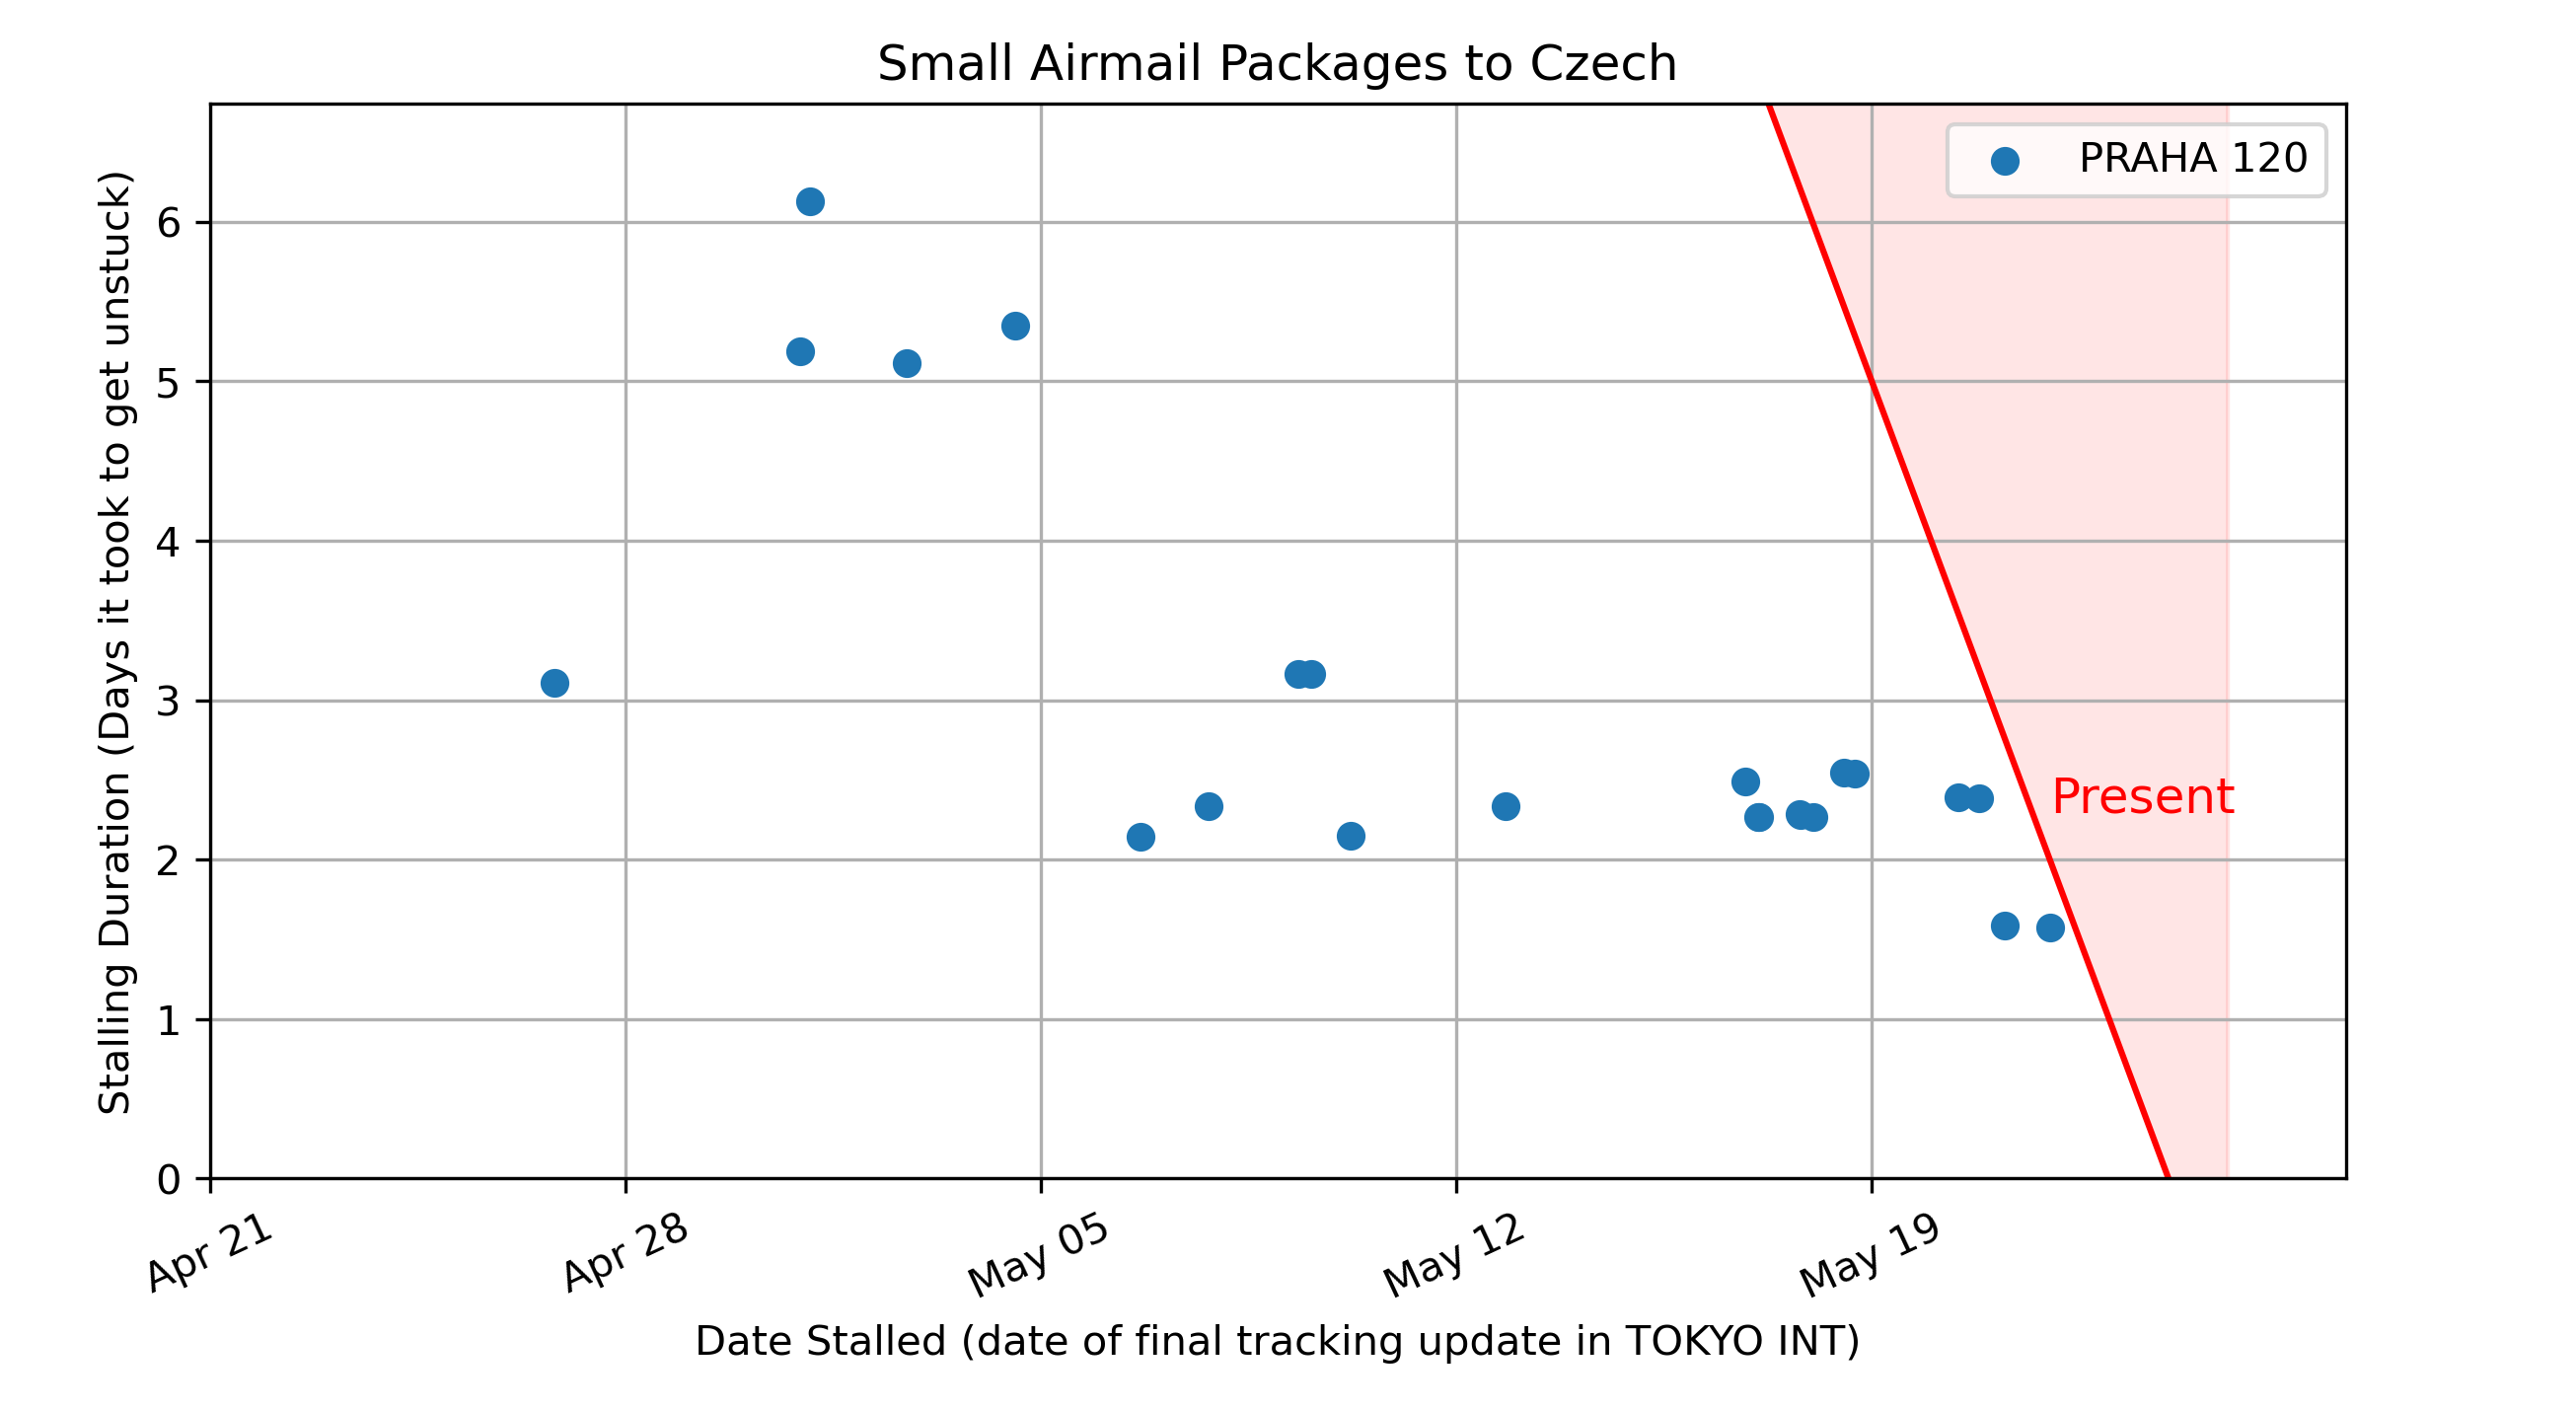 Small Airmail Packages to Czech
PRAHA 120
Stalling Duration (Days it took to get unstuck)
6
5
4
3
2
1
0
Present
Apr 21
Apr 28
May 05
May 12
May 19
Date Stalled (date of final tracking update in TOKYO INT)